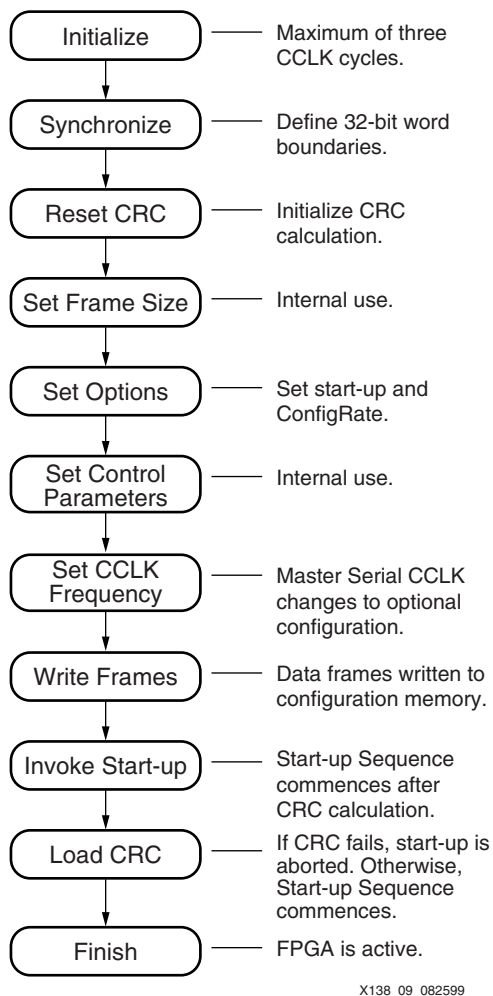 Initialize
Maximum of three
CCLK cycles.
Synchronize
Define 32-bit word
boundaries.
Reset CRC
Initialize CRC
calculation.
Set Frame Size
Internal use.
Set Options
Set start-up and
ConfigRate.
Set Control
Parameters
Internal use.
Set CCLK
Frequency
Master Serial CCLK
changes to optional
configuration.
Write Frames
Data frames written to
configuration memory.
Invoke Start-up
Start-up Sequence
commences after
CRC calculation.
Load CRC
If CRC fails, start-up is
aborted. Otherwise,
Start-up Sequence
commences.
Finish
FPGA is active.
X138_09_082599